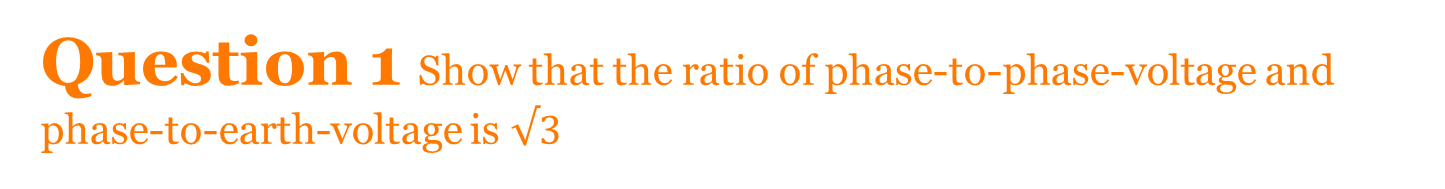 Question 1 Show that the ratio of phase-to-phase-voltage and
phase-to-earth-voltage is √3